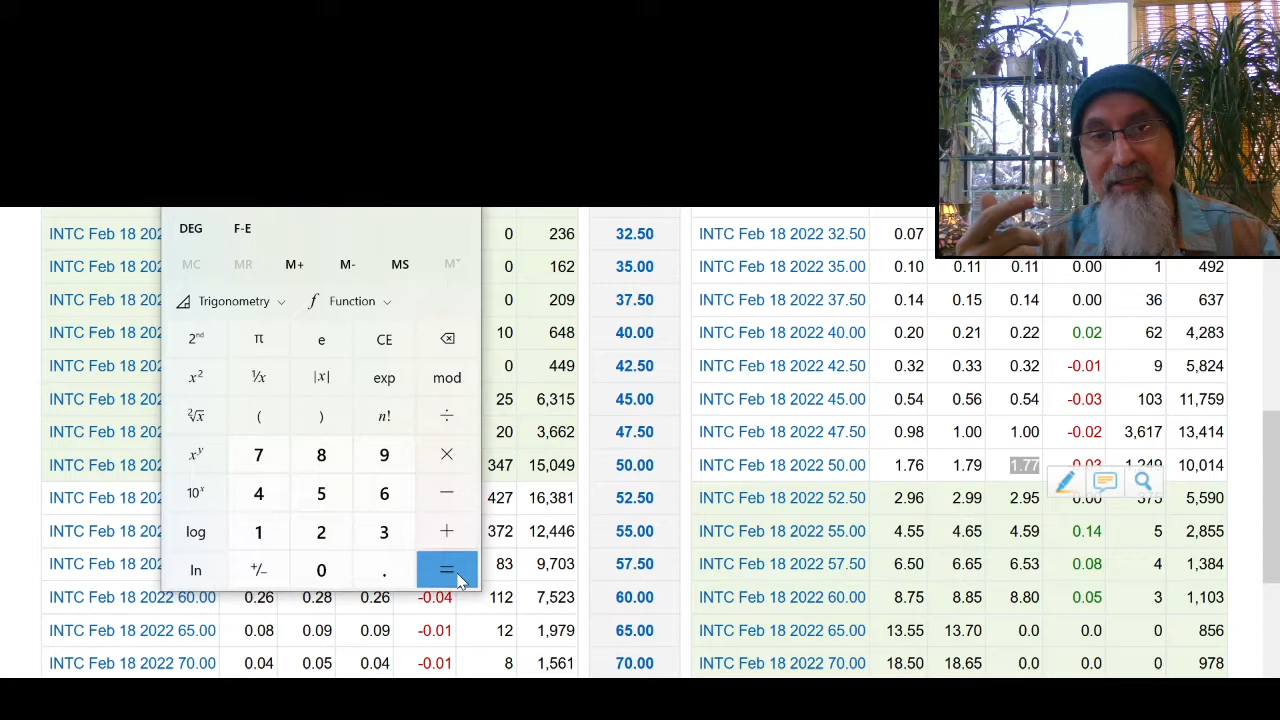 DEG F-E
INTC Feb 18 202 0 236 32.50 INTC Feb 18 2022 32.50 0.07
MC MR M+ M- MS M˅
INTC Feb 18 202 0 162 35.00 INTC Feb 18 2022 35.00 0.10 0.11 0.11 0.00 1 492
Trigonometry f Function
INTC Feb 18 202 0 209 37.50 INTC Feb 18 2022 37.50 0.14 0.15 0.14 0.00 36 637
INTC Feb 18 202 10 648 40.00 INTC Feb 18 2022 40.00 0.20 0.21 0.22 0.02 62 4,283
2nd π e CE
INTC Feb 18 202 0 449 42.50 INTC Feb 18 2022 42.50 0.32 0.33 0.32 -0.01 9 5,824
x² ¹/x |x| exp mod
INTC Feb 18 202 25 6,315 45.00 INTC Feb 18 2022 45.00 0.54 0.56 0.54 -0.03 103 11,759
²√x ( ) n! ÷
INTC Feb 18 202 20 3,662 47.50 INTC Feb 18 2022 47.50 0.98 1.00 1.00 -0.02 3,617 13,414
xʸ 7 8 9 ×
INTC Feb 18 202 347 15,049 50.00 INTC Feb 18 2022 50.00 1.76 1.79 1.77 -0.03 1,249 10,014
10ˣ 4 5 6 −
INTC Feb 18 202 427 16,381 52.50 INTC Feb 18 2022 52.50 2.96 2.99 2.95 0.00 375 5,590
log 1 2 3 +
INTC Feb 18 202 372 12,446 55.00 INTC Feb 18 2022 55.00 4.55 4.65 4.59 0.14 5 2,855
ln +/− 0 . =
INTC Feb 18 202 83 9,703 57.50 INTC Feb 18 2022 57.50 6.50 6.65 6.53 0.08 4 1,384
INTC Feb 18 2022 60.00 0.26 0.28 0.26 -0.04 112 7,523 60.00 INTC Feb 18 2022 60.00 8.75 8.85 8.80 0.05 3 1,103
INTC Feb 18 2022 65.00 0.08 0.09 0.09 -0.01 12 1,979 65.00 INTC Feb 18 2022 65.00 13.55 13.70 0.0 0.0 0 856
INTC Feb 18 2022 70.00 0.04 0.05 0.04 -0.01 8 1,561 70.00 INTC Feb 18 2022 70.00 18.50 18.65 0.0 0.0 0 978